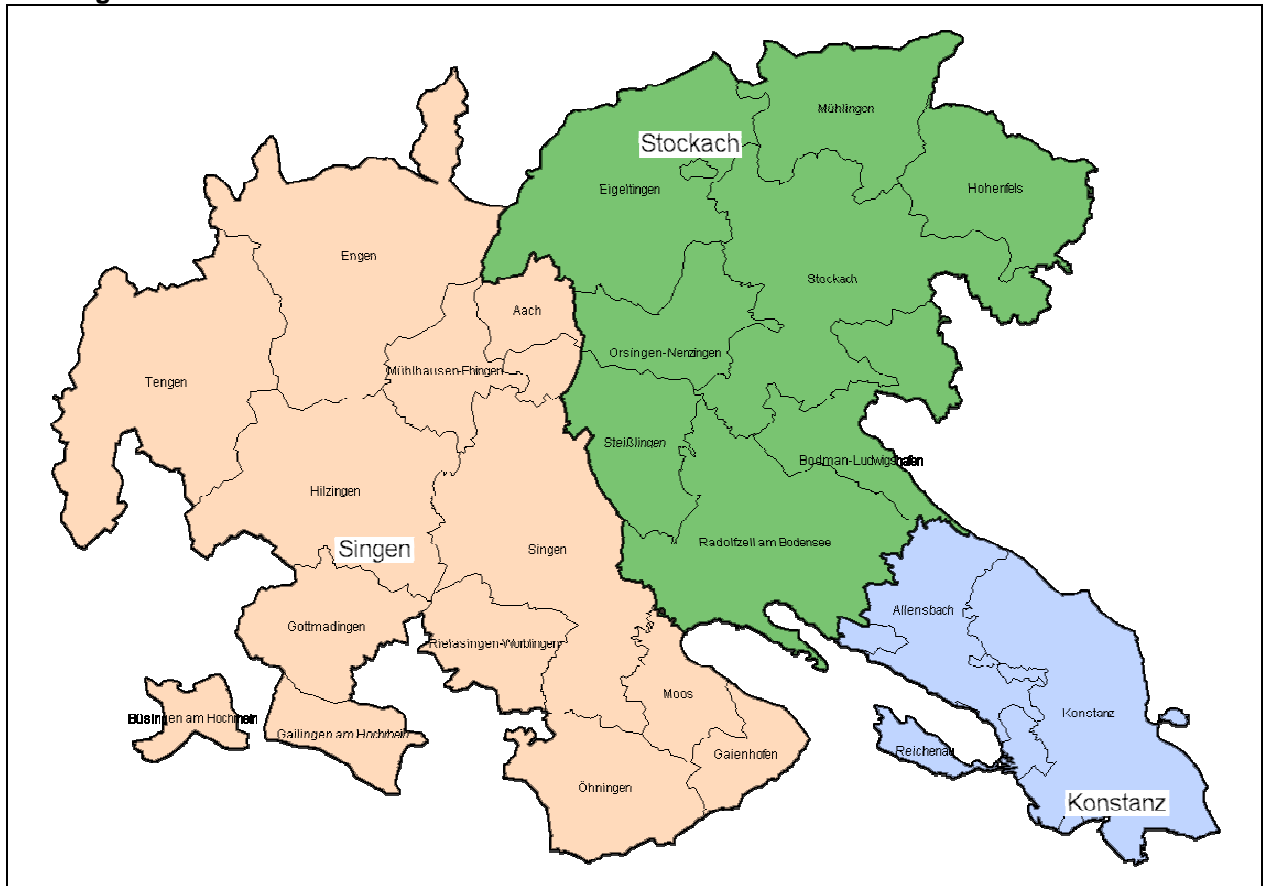 Mühlingen
Stockach
Eigeltingen
Hohenfels
Engen
Stockach
Aach
Orsingen-Nenzingen
Mühlhausen-Ehingen
Tengen
Steißlingen
Bodman-Ludwigshafen
Hilzingen
Radolfzell am Bodensee
Singen
Singen
Allensbach
Gottmadingen
Rielasingen-Worblingen
Moos
Konstanz
Büsingen am Hochrhein
Gailingen am Hochrhein
Reichenau
Gaienhofen
Öhningen
Konstanz